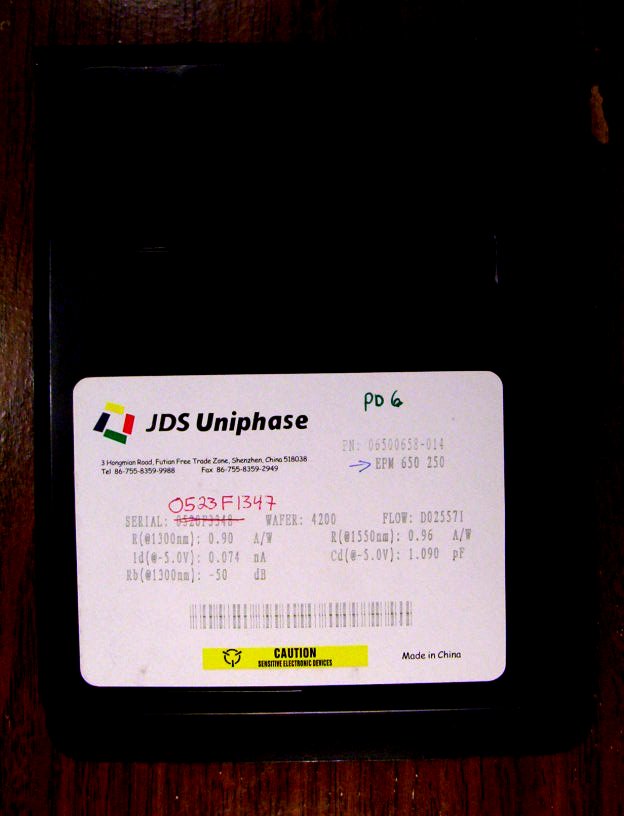 PD 6
JDS Uniphase
3 Hongmian Road, Futian Free Trade Zone, Shenzhen, China 518038
Tel 86-755-8359-9988 Fax 86-755-8359-2949
PN: 06500658-014
→ EPM 650 250
0523F1347
SERIAL: WAFER: 4200 FLOW: D025571
R(@1300nm): 0.90 A/W R(@1550nm): 0.96 A/W
Id(@-5.0V): 0.074 nA Cd(@-5.0V): 1.090 pF
Rb(@1300nm): -50 dB
CAUTION
SENSITIVE ELECTRONIC DEVICES
Made in China